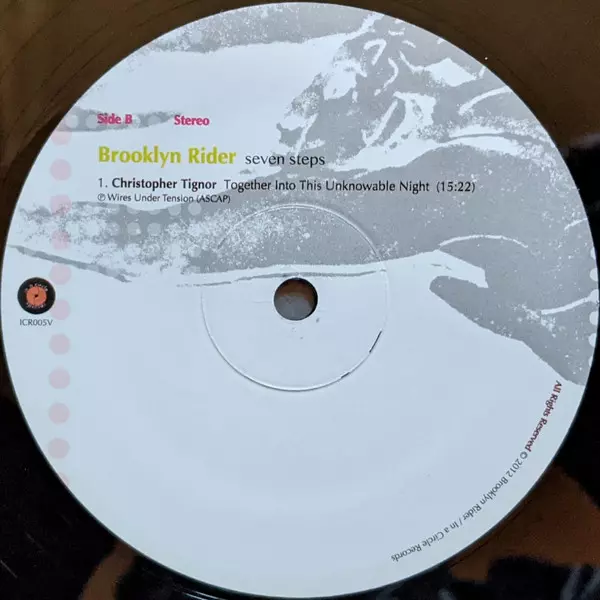 Side B Stereo
Brooklyn Rider seven steps
1. Christopher Tignor Together Into This Unknowable Night (15:22)
℗ Wires Under Tension (ASCAP)
ICR005V
All Rights Reserved © 2012 Brooklyn Rider / In a Circle Records